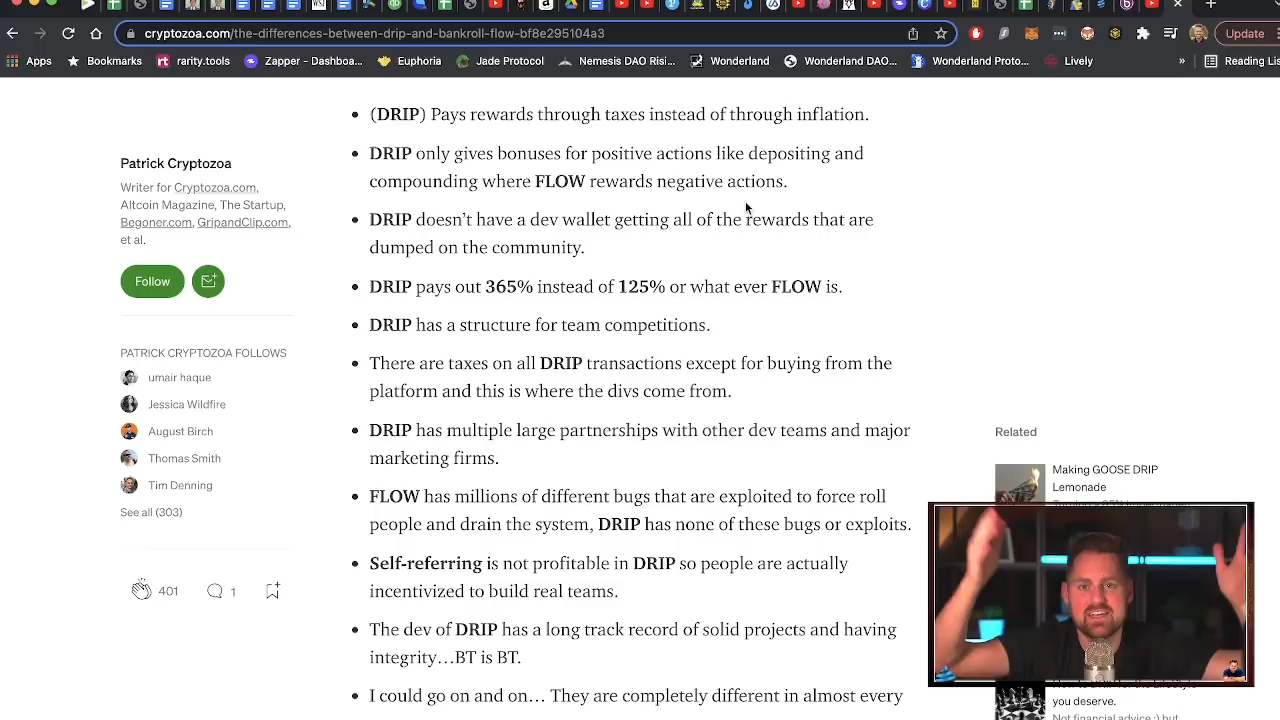 cryptozoa.com/the-differences-between-drip-and-bankroll-flow-bf8e295104a3
Update
Apps
Bookmarks
rarity.tools
Zapper - Dashboa...
Euphoria
Jade Protocol
Nemesis DAO Risi...
Wonderland
Wonderland DAO...
Wonderland Proto...
Lively
»
Reading Lis
Patrick Cryptozoa
Writer for Cryptozoa.com,
Altcoin Magazine, The Startup,
Begoner.com, GripandClip.com,
et al.
Follow
PATRICK CRYPTOZOA FOLLOWS
umair haque
Jessica Wildfire
August Birch
Thomas Smith
Tim Denning
See all (303)
401
1
• (DRIP) Pays rewards through taxes instead of through inflation.
• DRIP only gives bonuses for positive actions like depositing and
compounding where FLOW rewards negative actions.
• DRIP doesn’t have a dev wallet getting all of the rewards that are
dumped on the community.
• DRIP pays out 365% instead of 125% or what ever FLOW is.
• DRIP has a structure for team competitions.
• There are taxes on all DRIP transactions except for buying from the
platform and this is where the divs come from.
• DRIP has multiple large partnerships with other dev teams and major
marketing firms.
• FLOW has millions of different bugs that are exploited to force roll
people and drain the system, DRIP has none of these bugs or exploits.
• Self-referring is not profitable in DRIP so people are actually
incentivized to build real teams.
• The dev of DRIP has a long track record of solid projects and having
integrity…BT is BT.
• I could go on and on… They are completely different in almost every
Related
Making GOOSE DRIP
Lemonade
you deserve.
Not financial advice :) but